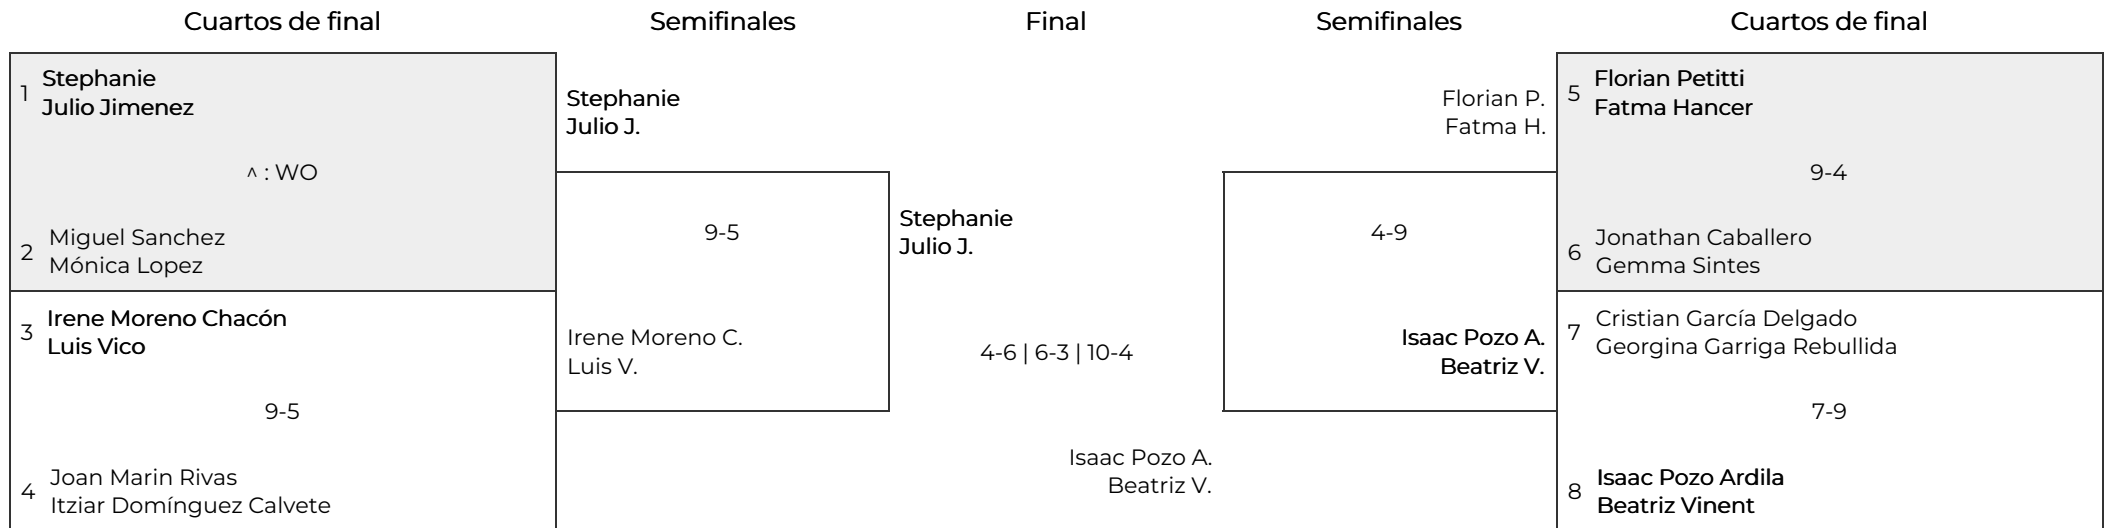 Cuartos de final
Semifinales
Final
Semifinales
Cuartos de final
1
Stephanie
Julio Jimenez
^ : WO
2
Miguel Sanchez
Mónica Lopez
3
Irene Moreno Chacón
Luis Vico
9-5
4
Joan Marin Rivas
Itziar Domínguez Calvete
Stephanie
Julio J.
9-5
Irene Moreno C.
Luis V.
Stephanie
Julio J.
4-6 | 6-3 | 10-4
Isaac Pozo A.
Beatriz V.
Florian P.
Fatma H.
4-9
Isaac Pozo A.
Beatriz V.
5
Florian Petitti
Fatma Hancer
9-4
6
Jonathan Caballero
Gemma Sintes
7
Cristian García Delgado
Georgina Garriga Rebullida
7-9
8
Isaac Pozo Ardila
Beatriz Vinent